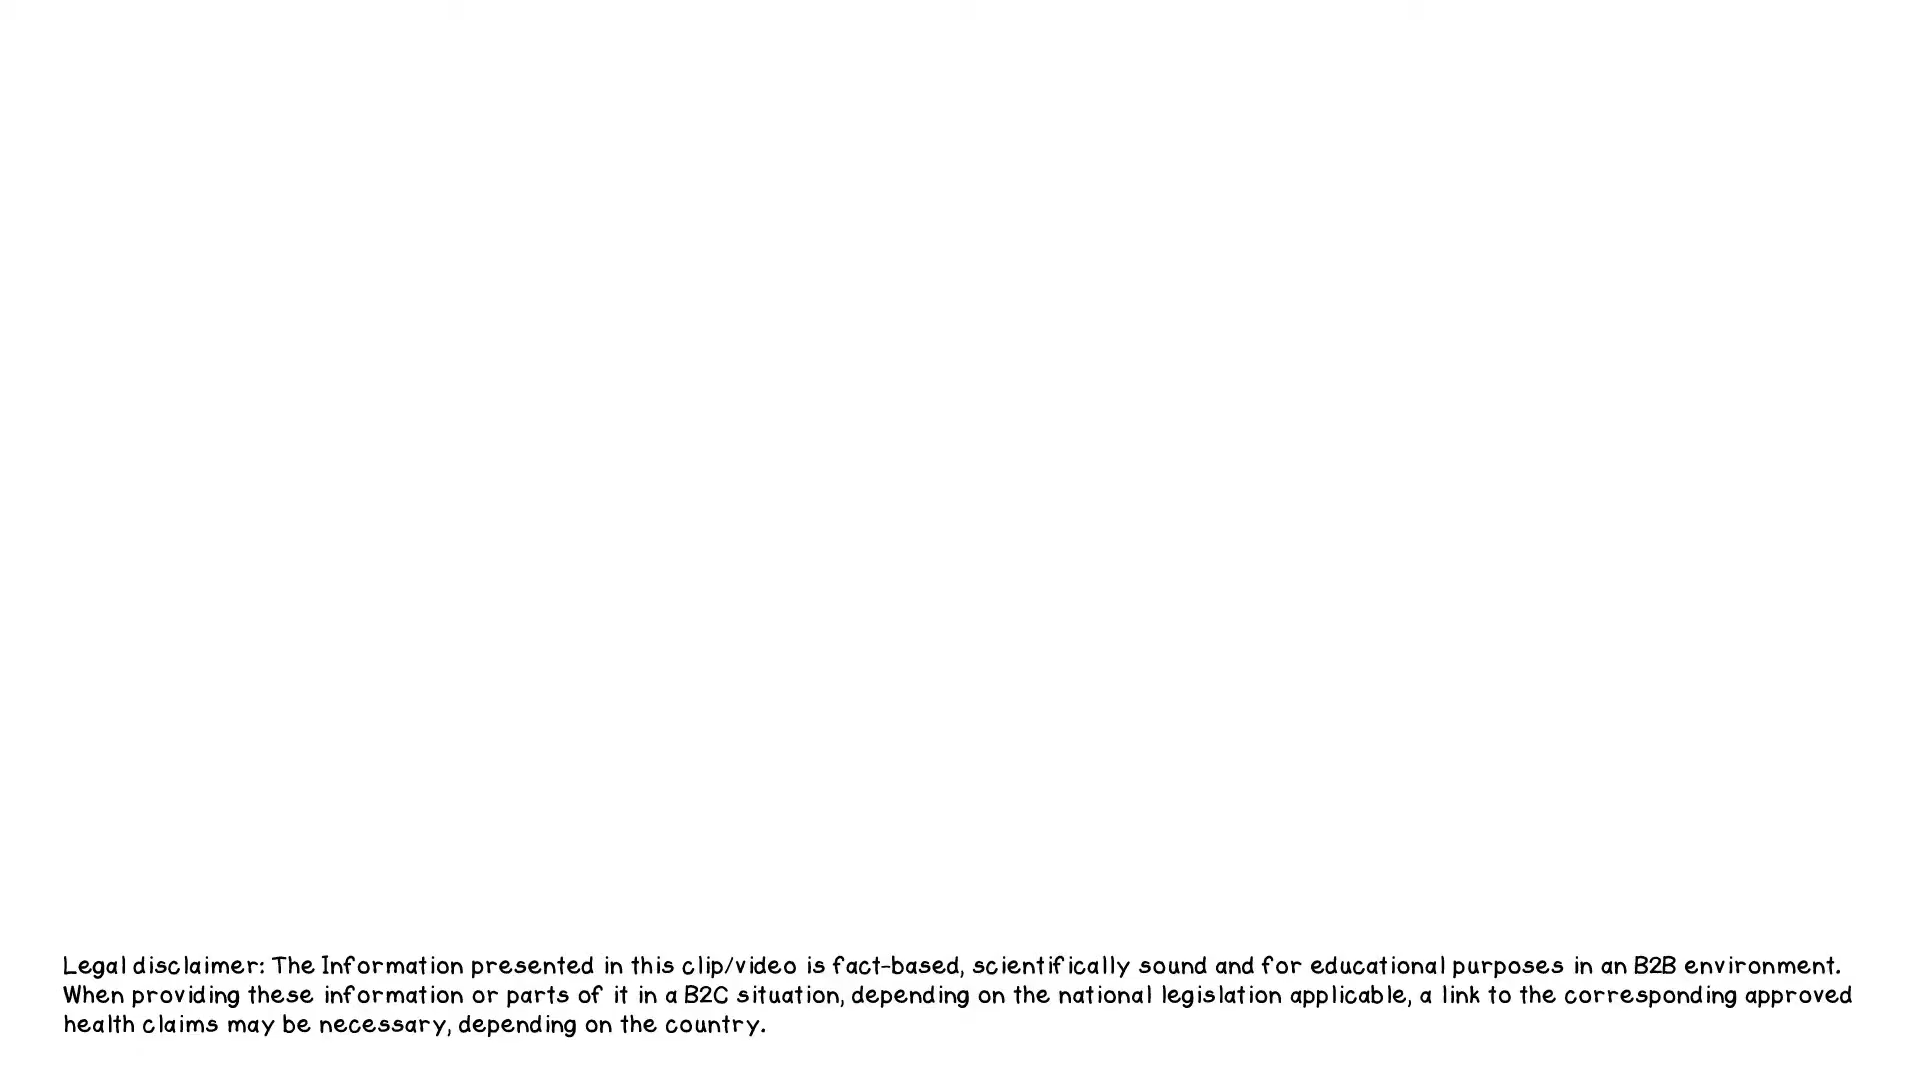 Legal disclaimer: The Information presented in this clip/video is fact-based, scientifically sound and for educational purposes in an B2B environment.
When providing these information or parts of it in a B2C situation, depending on the national legislation applicable, a link to the corresponding approved
health claims may be necessary, depending on the country.